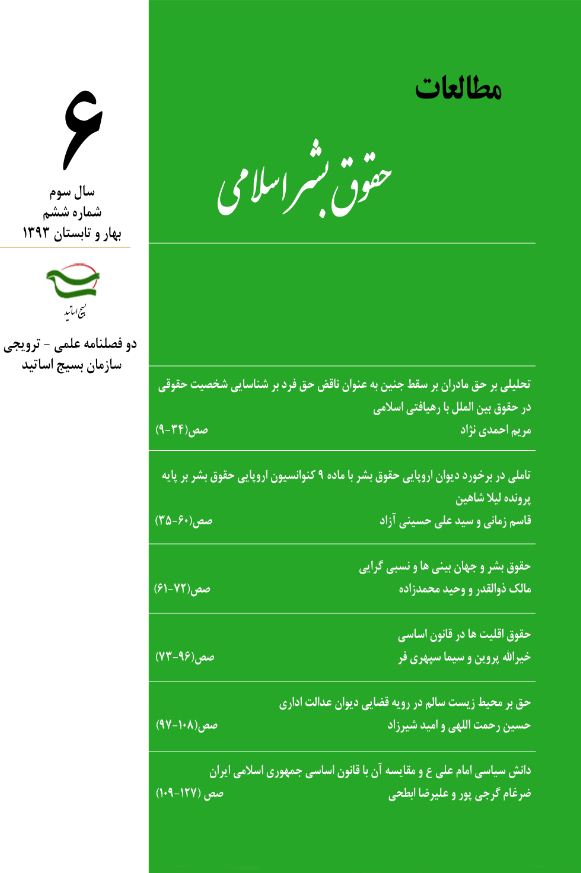 مطالعات
حقوق بشر اسلامی
۶
سال سوم
شماره ششم
بهار و تابستان ۱۳۹۳
بسیج اساتید
دو فصلنامه علمی - ترویجی
سازمان بسیج اساتید
تحلیلی بر حق مادران بر سقط جنین به عنوان ناقض حق فرد بر شناسایی شخصیت حقوقی
در حقوق بین الملل با رهیافتی اسلامی
مریم احمدی نژاد صص(۳۴-۹)
تاملی در برخورد دیوان اروپایی حقوق بشر با ماده ۹ کنوانسیون اروپایی حقوق بشر بر پایه
پرونده لیلا شاهین
قاسم زمانی و سید علی حسینی آزاد صص(۶۰-۳۵)
حقوق بشر و جهان بینی ها و نسبی گرایی
مالک ذوالقدر و وحید محمدزاده صص(۷۲-۶۱)
حقوق اقلیت ها در قانون اساسی
خیرالله پروین و سیما سپهری فر صص(۹۶-۷۳)
حق بر محیط زیست سالم در رویه قضایی دیوان عدالت اداری
حسین رحمت اللهی و امید شیرزاد صص(۱۰۸-۹۷)
دانش سیاسی امام علی ع و مقایسه آن با قانون اساسی جمهوری اسلامی ایران
ضرغام گرجی پور و علیرضا ابطحی صص (۱۲۷-۱۰۹)